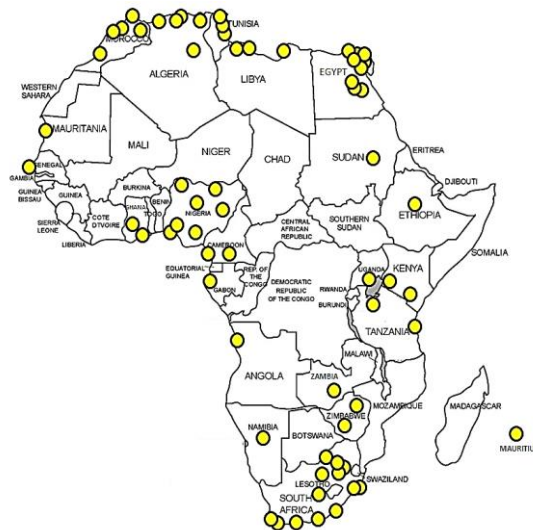 TUNISIA
MOROCCO
ALGERIA
LIBYA
EGYPT
WESTERN
SAHARA
MAURITANIA
MALI
NIGER
CHAD
SUDAN
ERITREA
SENEGAL
GAMBIA
GUINEA
BISSAU
GUINEA
BURKINA
DJIBOUTI
SIERRA
LEONE
COTE
D'TVOIRE
GHANA
TOGO
BENIN
NIGERIA
ETHIOPIA
LIBERIA
CENTRAL
AFRICAN
REPUBLIC
SOUTHERN
SUDAN
SOMALIA
CAMEROON
EQUATORIAL
GUINEA
REP. OF
THE
CONGO
GABON
DEMOCRATIC
REPUBLIC
OF THE CONGO
UGANDA
KENYA
RWANDA
BURUNDI
TANZANIA
MALAWI
ANGOLA
ZAMBIA
MOZAMBIQUE
MADAGASCAR
ZIMBABWE
NAMIBIA
BOTSWANA
MAURITIU
SWAZILAND
LESOTHO
SOUTH
AFRICA